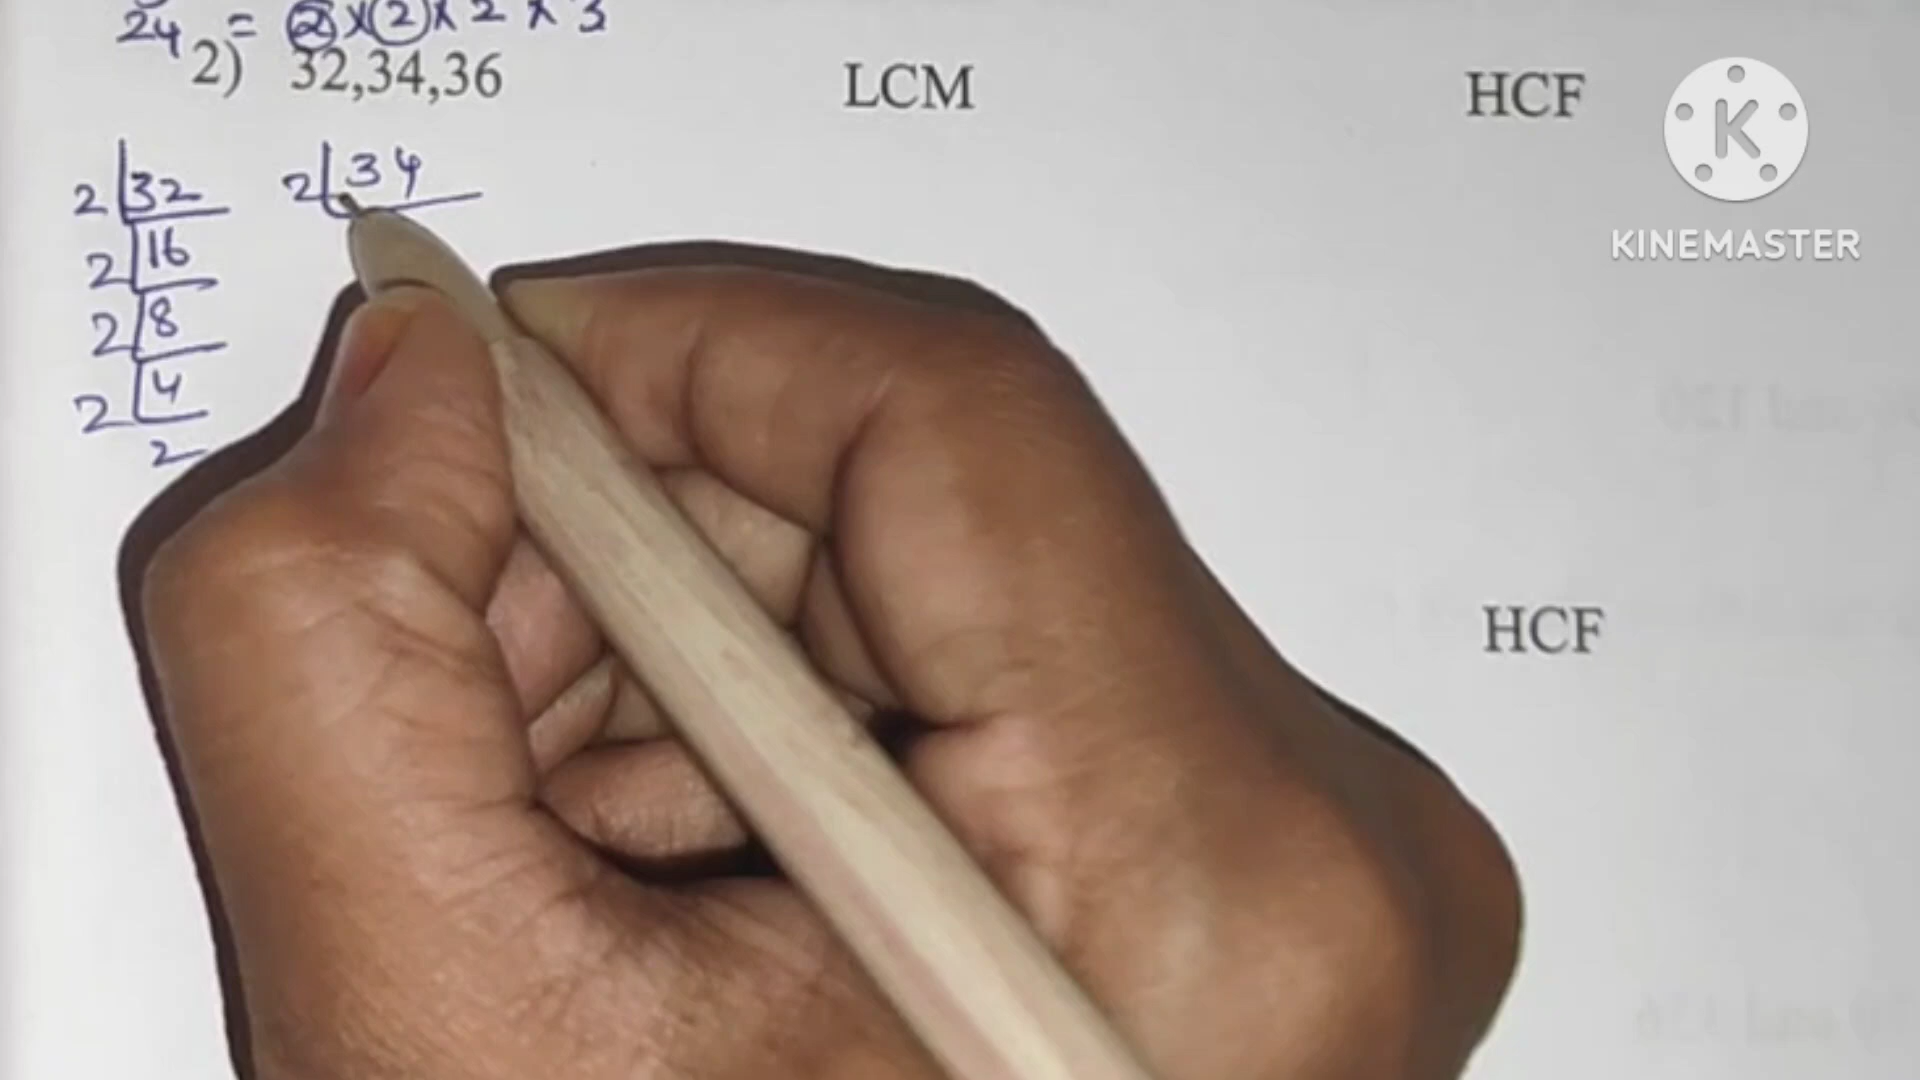 24 = 2 × 2 × 2 × 3
2) 32,34,36 LCM HCF
2 32 2 34
2 16
2 8
2 4
2
HCF
K
KINEMASTER